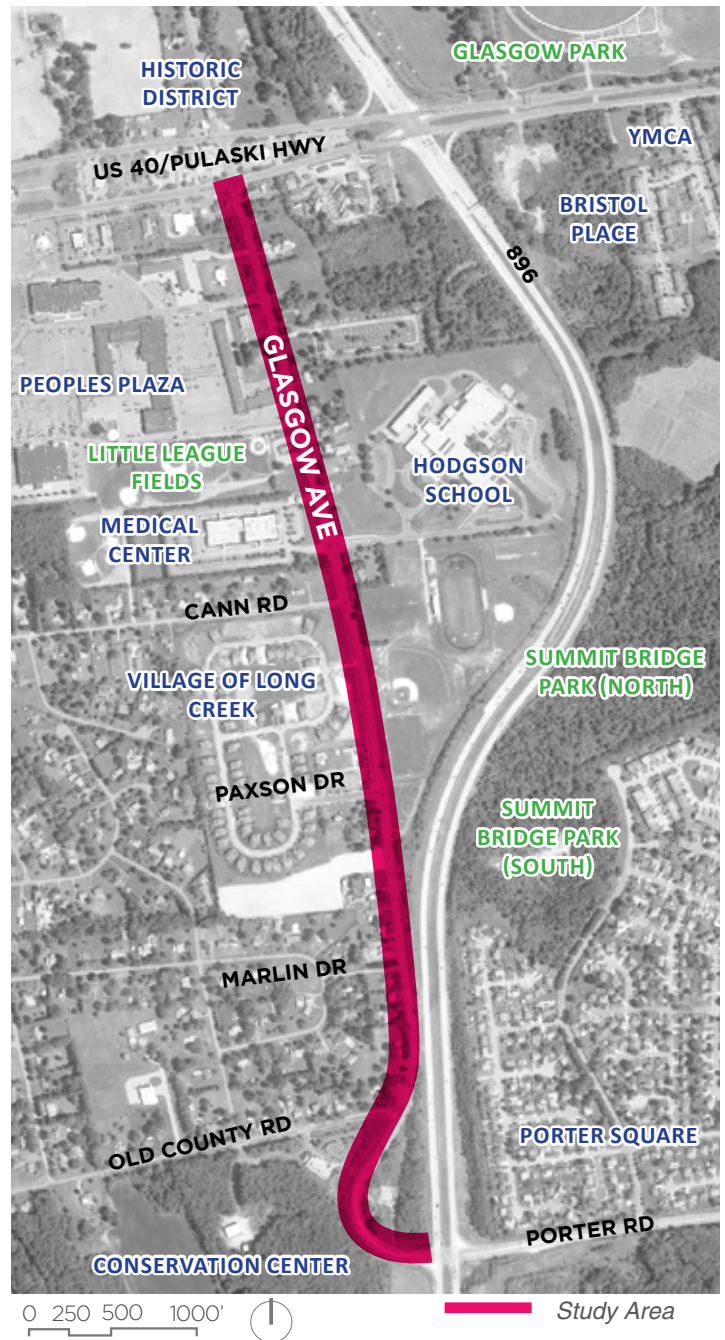 GLASGOW PARK
HISTORIC
DISTRICT
YMCA
US 40/PULASKI HWY
BRISTOL
PLACE
896
GLASGOW AVE
PEOPLES PLAZA
LITTLE LEAGUE
FIELDS
HODGSON
SCHOOL
MEDICAL
CENTER
CANN RD
SUMMIT BRIDGE
PARK (NORTH)
VILLAGE OF LONG
CREEK
PAXSON DR
SUMMIT
BRIDGE PARK
(SOUTH)
MARLIN DR
OLD COUNTY RD
PORTER SQUARE
PORTER RD
CONSERVATION CENTER
0 250 500 1000'
Study Area